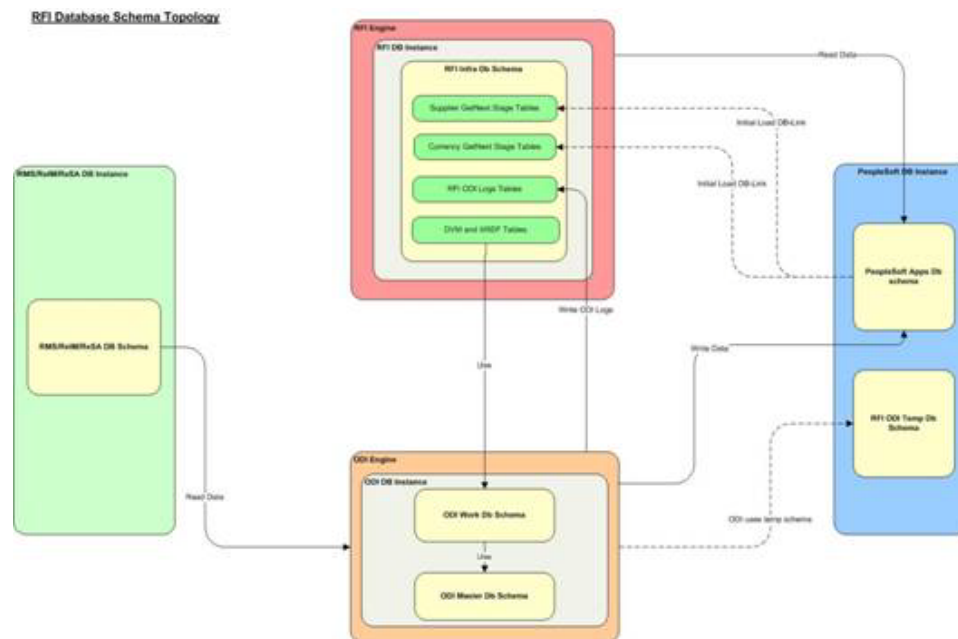 RFI Database Schema Topology
RFI Engine
RFI DB Instance
RFI Infra Db Schema
Supplier GetNext Stage Tables
Currency GetNext Stage Tables
RFI ODI Logs Tables
DVM and XREF Tables
Read Data
Initial Load DB-Link
Initial Load DB-Link
RMS/ReIM/ReSA DB Instance
RMS/ReIM/ReSA DB Schema
PeopleSoft DB Instance
PeopleSoft Apps Db
schema
RFI ODI Temp Db
Schema
Write ODI Logs
Write Data
Use
Read Data
ODI uses temp schema
ODI Engine
ODI DB Instance
ODI Work Db Schema
Use
ODI Master Db Schema